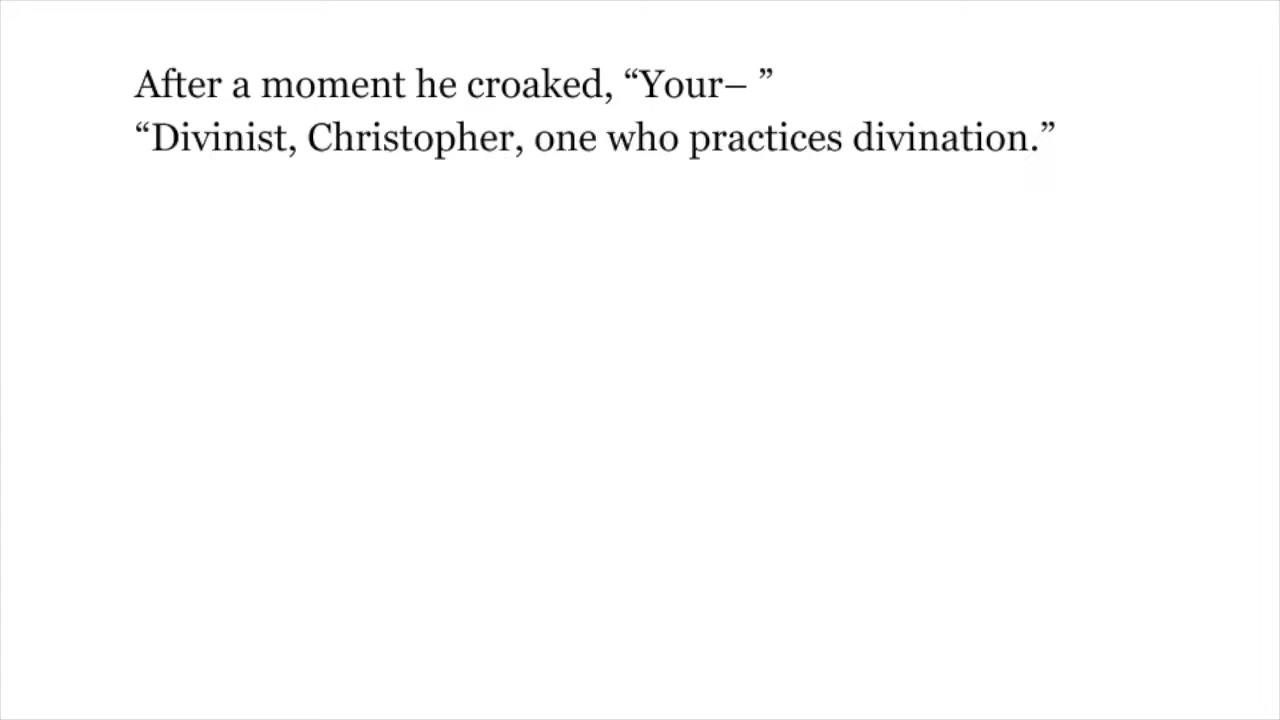 After a moment he croaked, “Your– ”
“Divinist, Christopher, one who practices divination.”